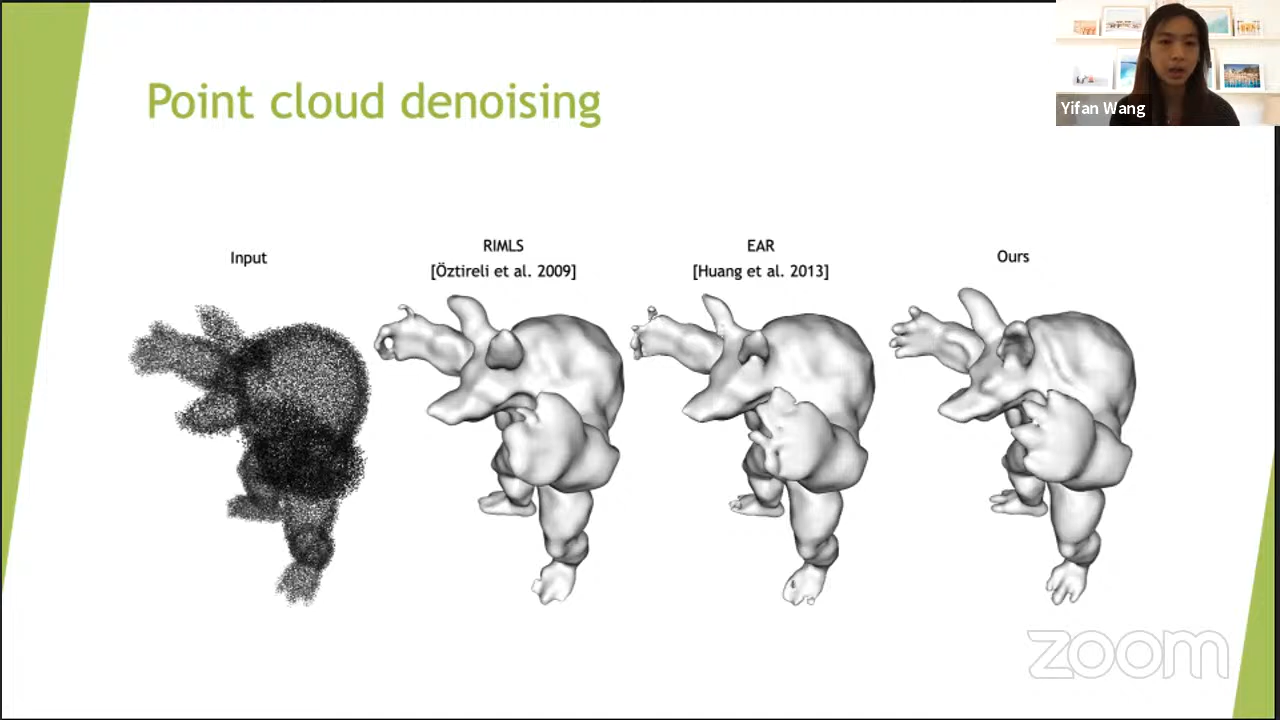 Point cloud denoising
Yifan Wang
Input
RIMLS
[Öztireli et al. 2009]
EAR
[Huang et al. 2013]
Ours
zoom